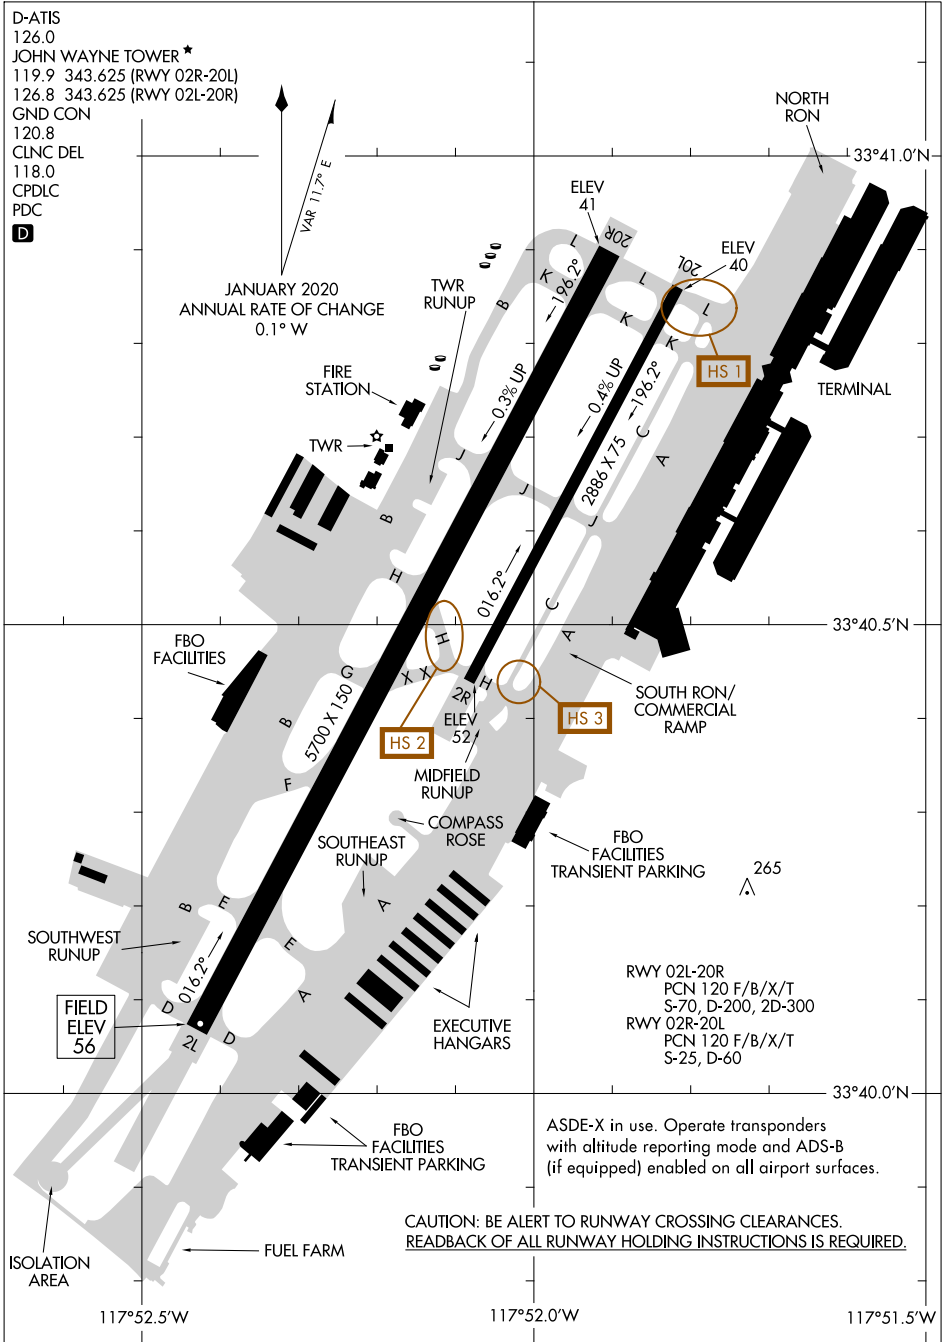 D-ATIS
126.0
JOHN WAYNE TOWER ★
119.9 343.625 (RWY 02R-20L)
126.8 343.625 (RWY 02L-20R)
GND CON
120.8
CLNC DEL
118.0
CPDLC
PDC
D
VAR 11.7° E
JANUARY 2020
ANNUAL RATE OF CHANGE
0.1° W
NORTH
RON
33°41.0'N
ELEV
41
20R
20L
ELEV
40
L
L
L
K
K
K
B
196.2°
TWR
RUNUP
HS 1
TERMINAL
FIRE
STATION
TWR
0.3% UP
0.4% UP
196.2°
2886 X 75
C
A
J
J
J
B
H
016.2°
C
A
33°40.5'N
H
FBO
FACILITIES
G
X
X
H
2R
ELEV
52
HS 2
HS 3
SOUTH RON/
COMMERCIAL
RAMP
B
5700 X 150
MIDFIELD
RUNUP
F
COMPASS
ROSE
SOUTHEAST
RUNUP
FBO
FACILITIES
TRANSIENT PARKING
265
A
B
E
E
SOUTHWEST
RUNUP
016.2°
A
D
D
2L
FIELD
ELEV
56
EXECUTIVE
HANGARS
RWY 02L-20R
PCN 120 F/B/X/T
S-70, D-200, 2D-300
RWY 02R-20L
PCN 120 F/B/X/T
S-25, D-60
33°40.0'N
FBO
FACILITIES
TRANSIENT PARKING
ASDE-X in use. Operate transponders
with altitude reporting mode and ADS-B
(if equipped) enabled on all airport surfaces.
CAUTION: BE ALERT TO RUNWAY CROSSING CLEARANCES.
READBACK OF ALL RUNWAY HOLDING INSTRUCTIONS IS REQUIRED.
FUEL FARM
ISOLATION
AREA
117°52.5'W
117°52.0'W
117°51.5'W